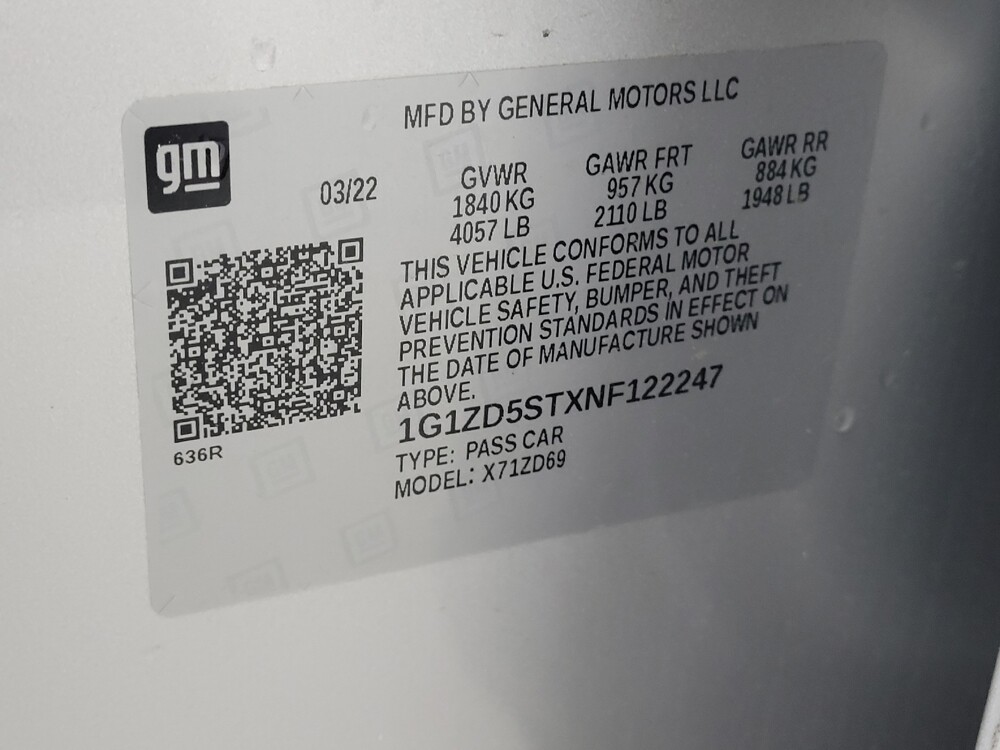 gm
MFD BY GENERAL MOTORS LLC
03/22
GVWR
1840 KG
4057 LB
GAWR FRT
957 KG
2110 LB
GAWR RR
884 KG
1948 LB
THIS VEHICLE CONFORMS TO ALL
APPLICABLE U.S. FEDERAL MOTOR
VEHICLE SAFETY, BUMPER, AND THEFT
PREVENTION STANDARDS IN EFFECT ON
THE DATE OF MANUFACTURE SHOWN
ABOVE.
1G1ZD5STXNF122247
TYPE: PASS CAR
MODEL: X71ZD69
636R